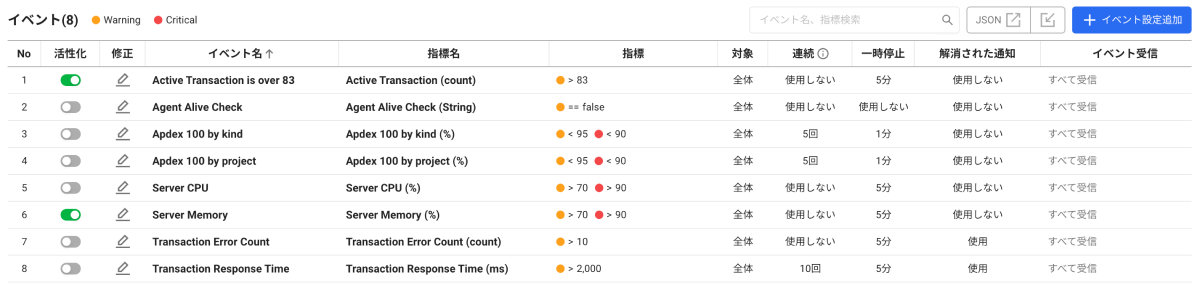 イベント(8) Warning Critical イベント名、指標検索 JSON イベント設定追加
No 活性化 修正 イベント名 ↑ 指標名 指標 対象 連続 一時停止 解消された通知 イベント受信
1 Active Transaction is over 83 Active Transaction (count) > 83 全体 使用しない 5分 使用しない すべて受信
2 Agent Alive Check Agent Alive Check (String) == false 全体 使用しない 使用しない 使用しない すべて受信
3 Apdex 100 by kind Apdex 100 by kind (%) < 95 < 90 全体 5回 1分 使用しない すべて受信
4 Apdex 100 by project Apdex 100 by project (%) < 95 < 90 全体 5回 1分 使用しない すべて受信
5 Server CPU Server CPU (%) > 70 > 90 全体 使用しない 5分 使用しない すべて受信
6 Server Memory Server Memory (%) > 70 > 90 全体 使用しない 5分 使用しない すべて受信
7 Transaction Error Count Transaction Error Count (count) > 10 全体 使用しない 5分 使用 すべて受信
8 Transaction Response Time Transaction Response Time (ms) > 2,000 全体 10回 5分 使用 すべて受信